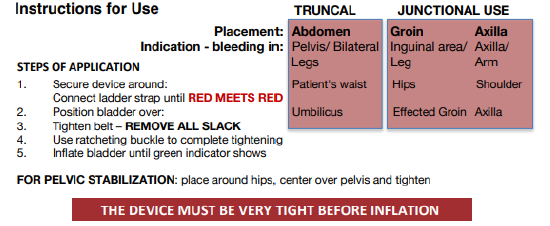 Instructions for Use
TRUNCAL JUNCTIONAL USE
Placement: Abdomen Groin Axilla
Indication - bleeding in: Pelvis/ Bilateral Inguinal area/ Axilla/
Legs Leg Arm
STEPS OF APPLICATION
1. Secure device around: Patient's waist Hips Shoulder
Connect ladder strap until RED MEETS RED
2. Position bladder over: Umbilicus Effected Groin Axilla
3. Tighten belt – REMOVE ALL SLACK
4. Use ratcheting buckle to complete tightening
5. Inflate bladder until green indicator shows
FOR PELVIC STABILIZATION: place around hips, center over pelvis and tighten
THE DEVICE MUST BE VERY TIGHT BEFORE INFLATION